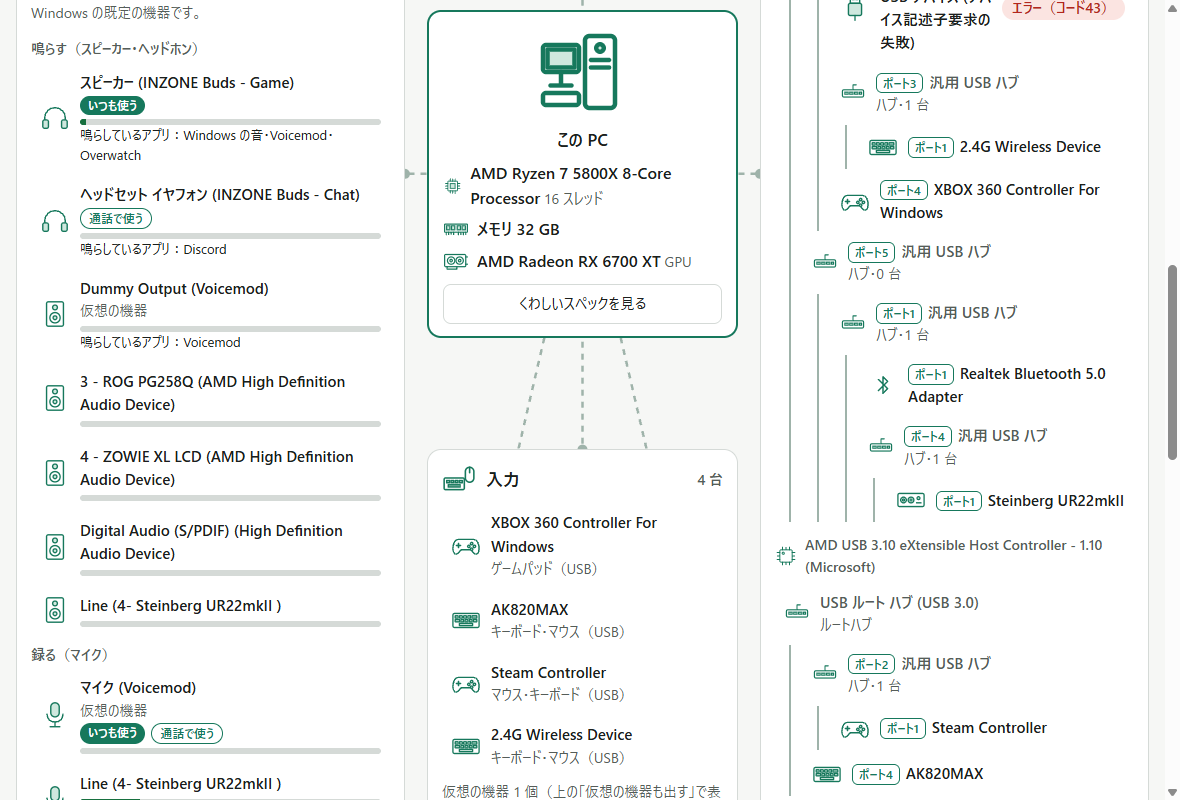 Windows の既定の機器です。
鳴らす（スピーカー・ヘッドホン）
スピーカー (INZONE Buds - Game)
いつも使う
鳴らしているアプリ：Windows の音・Voicemod・
Overwatch
ヘッドセット イヤフォン (INZONE Buds - Chat)
通話で使う
鳴らしているアプリ：Discord
Dummy Output (Voicemod)
仮想の機器
鳴らしているアプリ：Voicemod
3 - ROG PG258Q (AMD High Definition
Audio Device)
4 - ZOWIE XL LCD (AMD High Definition
Audio Device)
Digital Audio (S/PDIF) (High Definition
Audio Device)
Line (4- Steinberg UR22mkII )
録る（マイク）
マイク (Voicemod)
仮想の機器
いつも使う 通話で使う
Line (4- Steinberg UR22mkII )
この PC
AMD Ryzen 7 5800X 8-Core
Processor 16 スレッド
メモリ 32 GB
AMD Radeon RX 6700 XT GPU
くわしいスペックを見る
入力 4 台
XBOX 360 Controller For
Windows
ゲームパッド（USB）
AK820MAX
キーボード・マウス（USB）
Steam Controller
マウス・キーボード（USB）
2.4G Wireless Device
キーボード・マウス（USB）
仮想の機器 1 個（上の「仮想の機器も出す」で表
USB デバイス (デバ
イス記述子要求の
失敗)
エラー（コード43）
ポート3 汎用 USB ハブ
ハブ・1 台
ポート1 2.4G Wireless Device
ポート4 XBOX 360 Controller For
Windows
ポート5 汎用 USB ハブ
ハブ・0 台
ポート1 汎用 USB ハブ
ハブ・1 台
ポート1 Realtek Bluetooth 5.0
Adapter
ポート4 汎用 USB ハブ
ハブ・1 台
ポート1 Steinberg UR22mkII
AMD USB 3.10 eXtensible Host Controller - 1.10
(Microsoft)
USB ルート ハブ (USB 3.0)
ルートハブ
ポート2 汎用 USB ハブ
ハブ・1 台
ポート1 Steam Controller
ポート4 AK820MAX